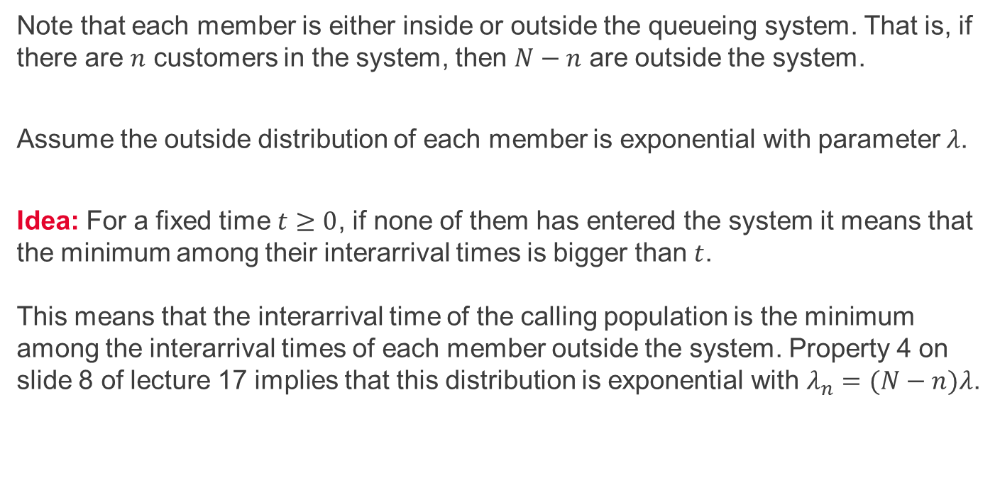 Note that each member is either inside or outside the queueing system. That is, if
there are n customers in the system, then N − n are outside the system.
Assume the outside distribution of each member is exponential with parameter λ.
Idea: For a fixed time t ≥ 0, if none of them has entered the system it means that
the minimum among their interarrival times is bigger than t.
This means that the interarrival time of the calling population is the minimum
among the interarrival times of each member outside the system. Property 4 on
slide 8 of lecture 17 implies that this distribution is exponential with λₙ = (N − n)λ.